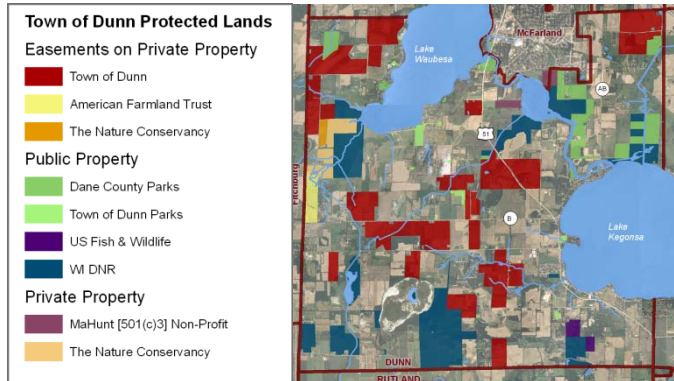 Town of Dunn Protected Lands
Easements on Private Property
Town of Dunn
American Farmland Trust
The Nature Conservancy
Public Property
Dane County Parks
Town of Dunn Parks
US Fish & Wildlife
WI DNR
Private Property
MaHunt [501(c)3] Non-Profit
The Nature Conservancy
Lake
Waubesa
McFarland
AB
51
Fitchburg
B
Lake
Kegonsa
DUNN
RUTLAND